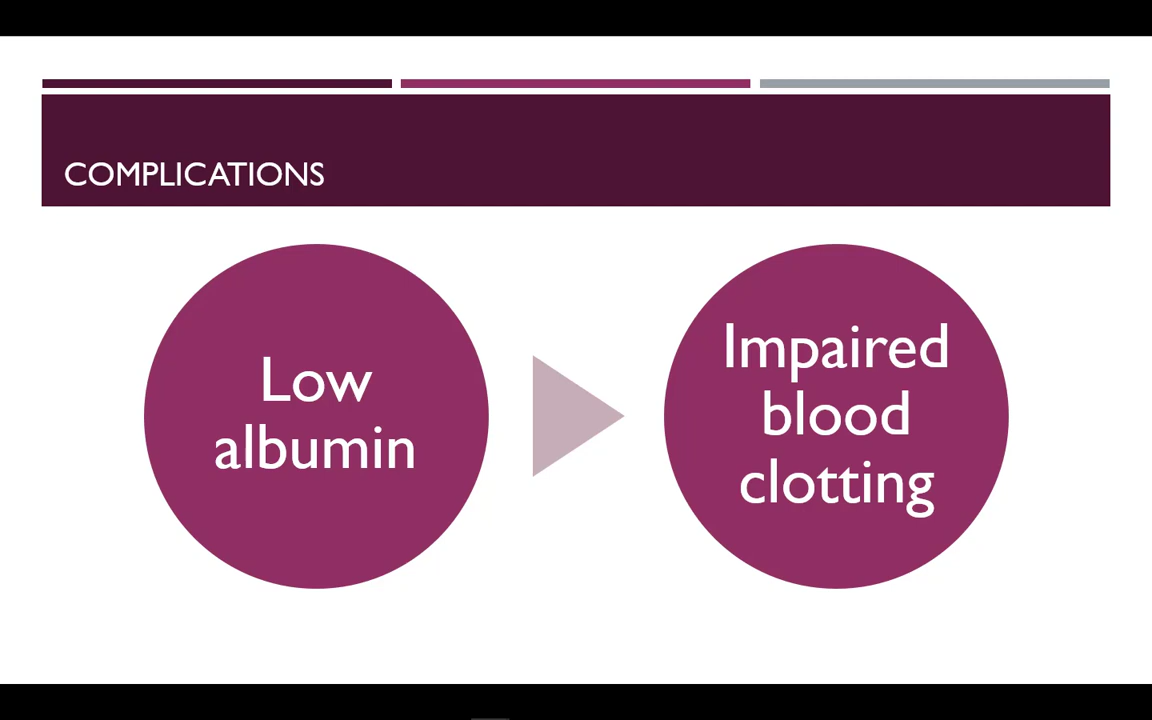 COMPLICATIONS
Low
albumin
Impaired
blood
clotting